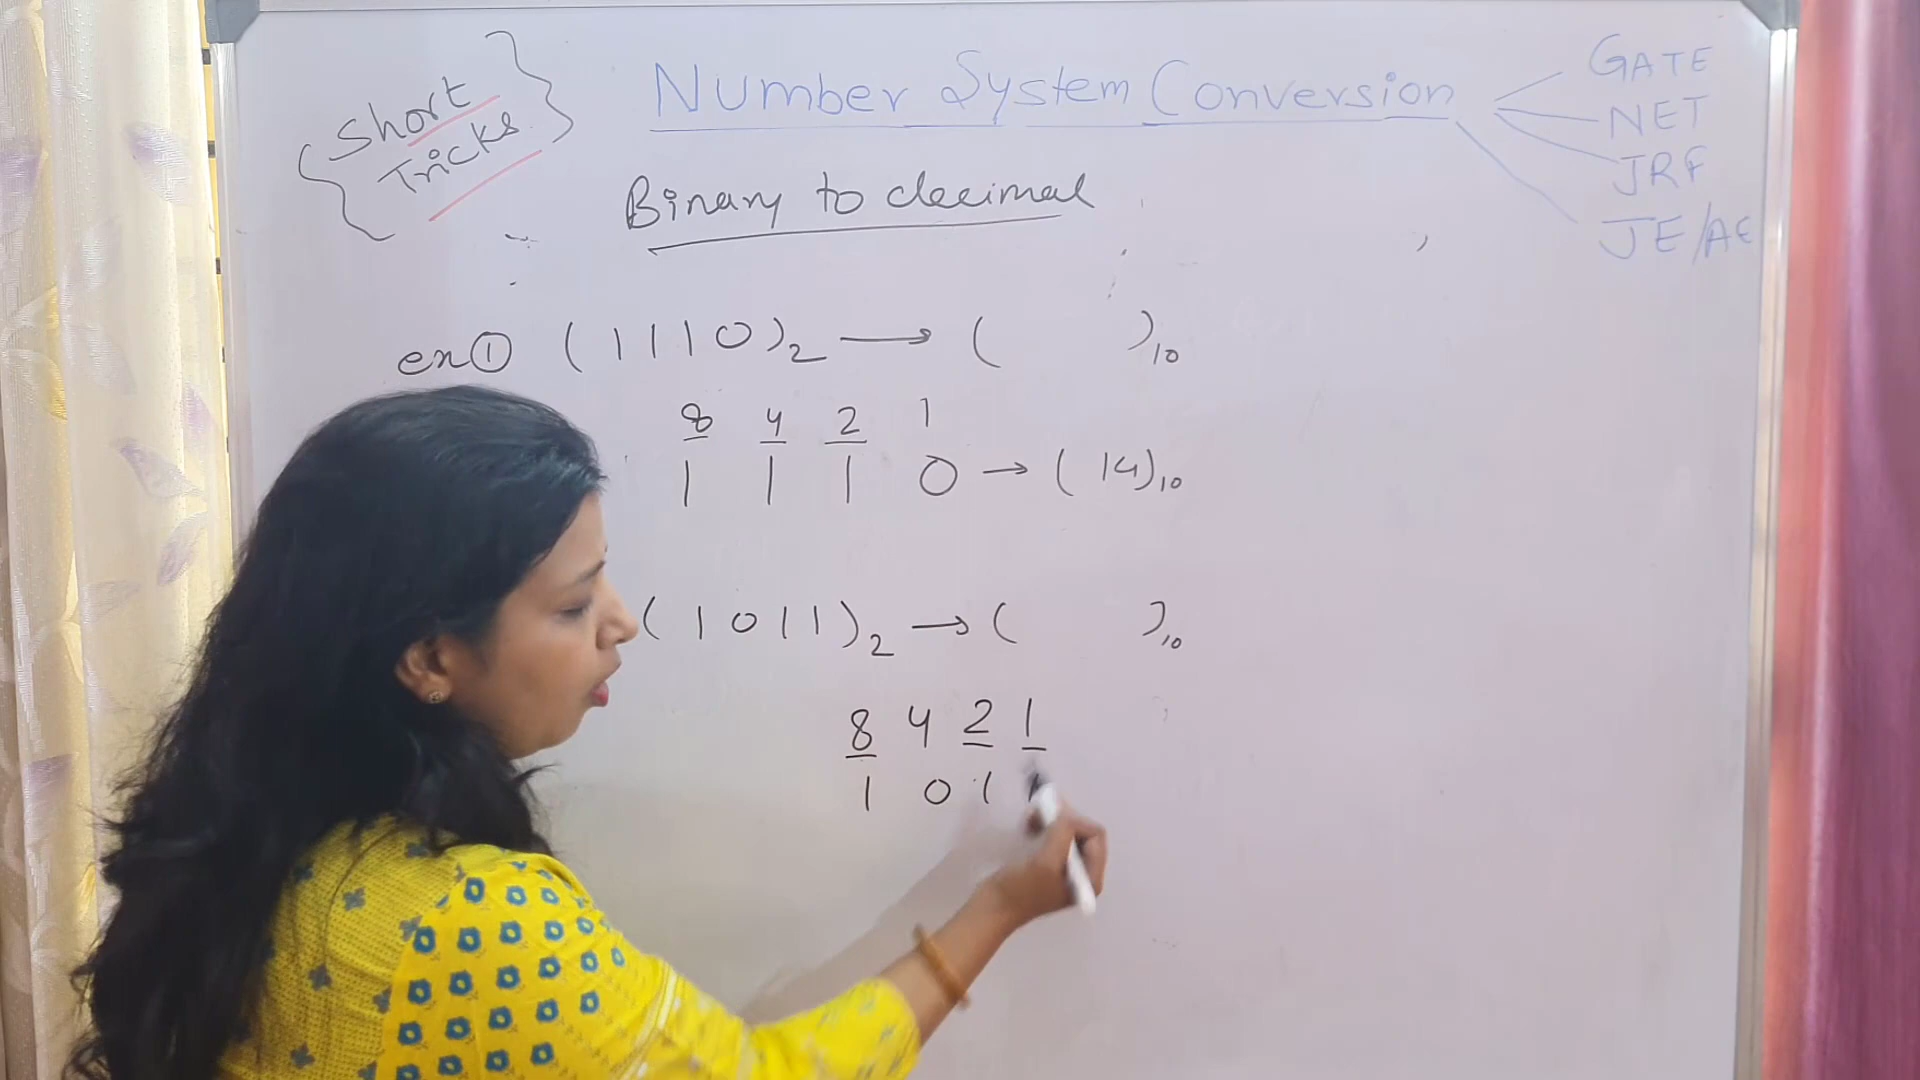 { Short Tricks }
Number System Conversion
GATE
NET
JRF
JE/AE
Binary to decimal
ex① (1110)₂ → ( )₁₀
8 4 2 1
1 1 1 0 → (14)₁₀
(1011)₂ → ( )₁₀
8 4 2 1
1 0 1 1